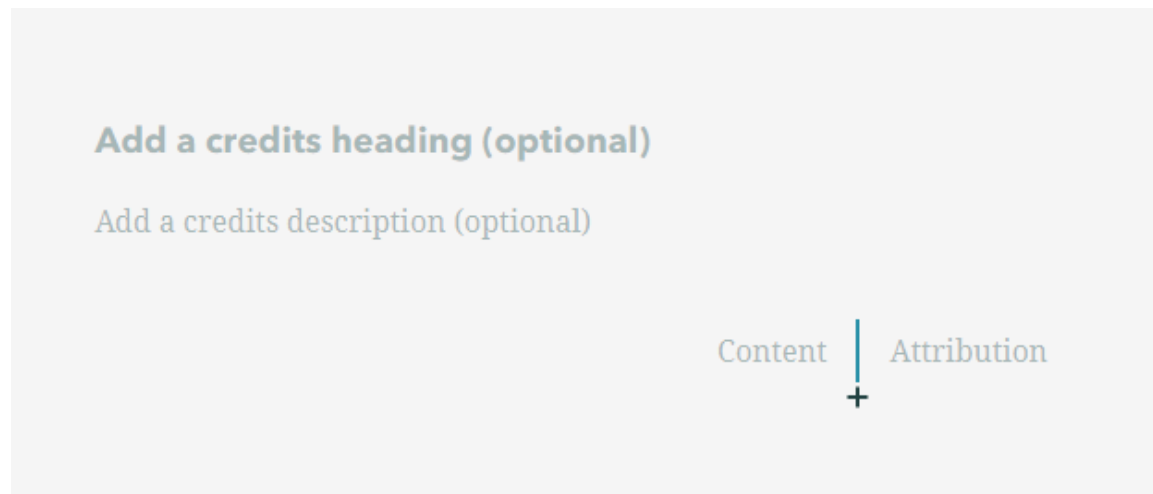 Add a credits heading (optional)
Add a credits description (optional)
Content Attribution
+